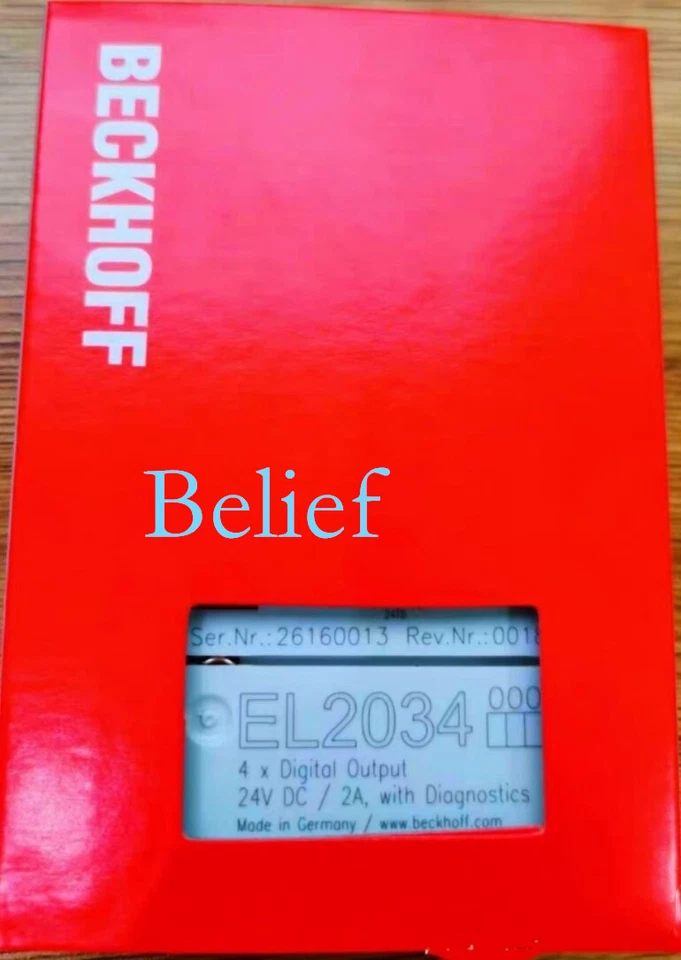 BECKHOFF
Belief
Ser.Nr.:26160013 Rev.Nr.:0018
EL2034 000
4 x Digital Output
24V DC / 2A, with Diagnostics
Made in Germany / www.beckhoff.com